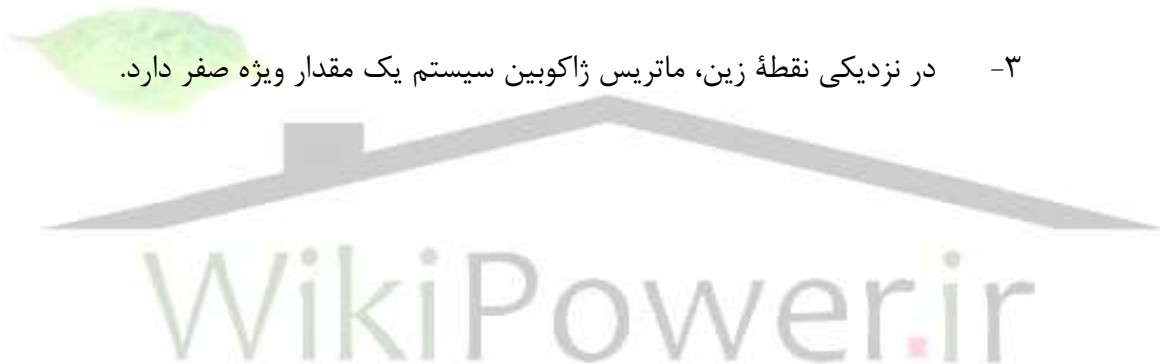 ۳- در نزدیکی نقطهٔ زین، ماتریس ژاکوبین سیستم یک مقدار ویژه صفر دارد.
WikiPower.ir